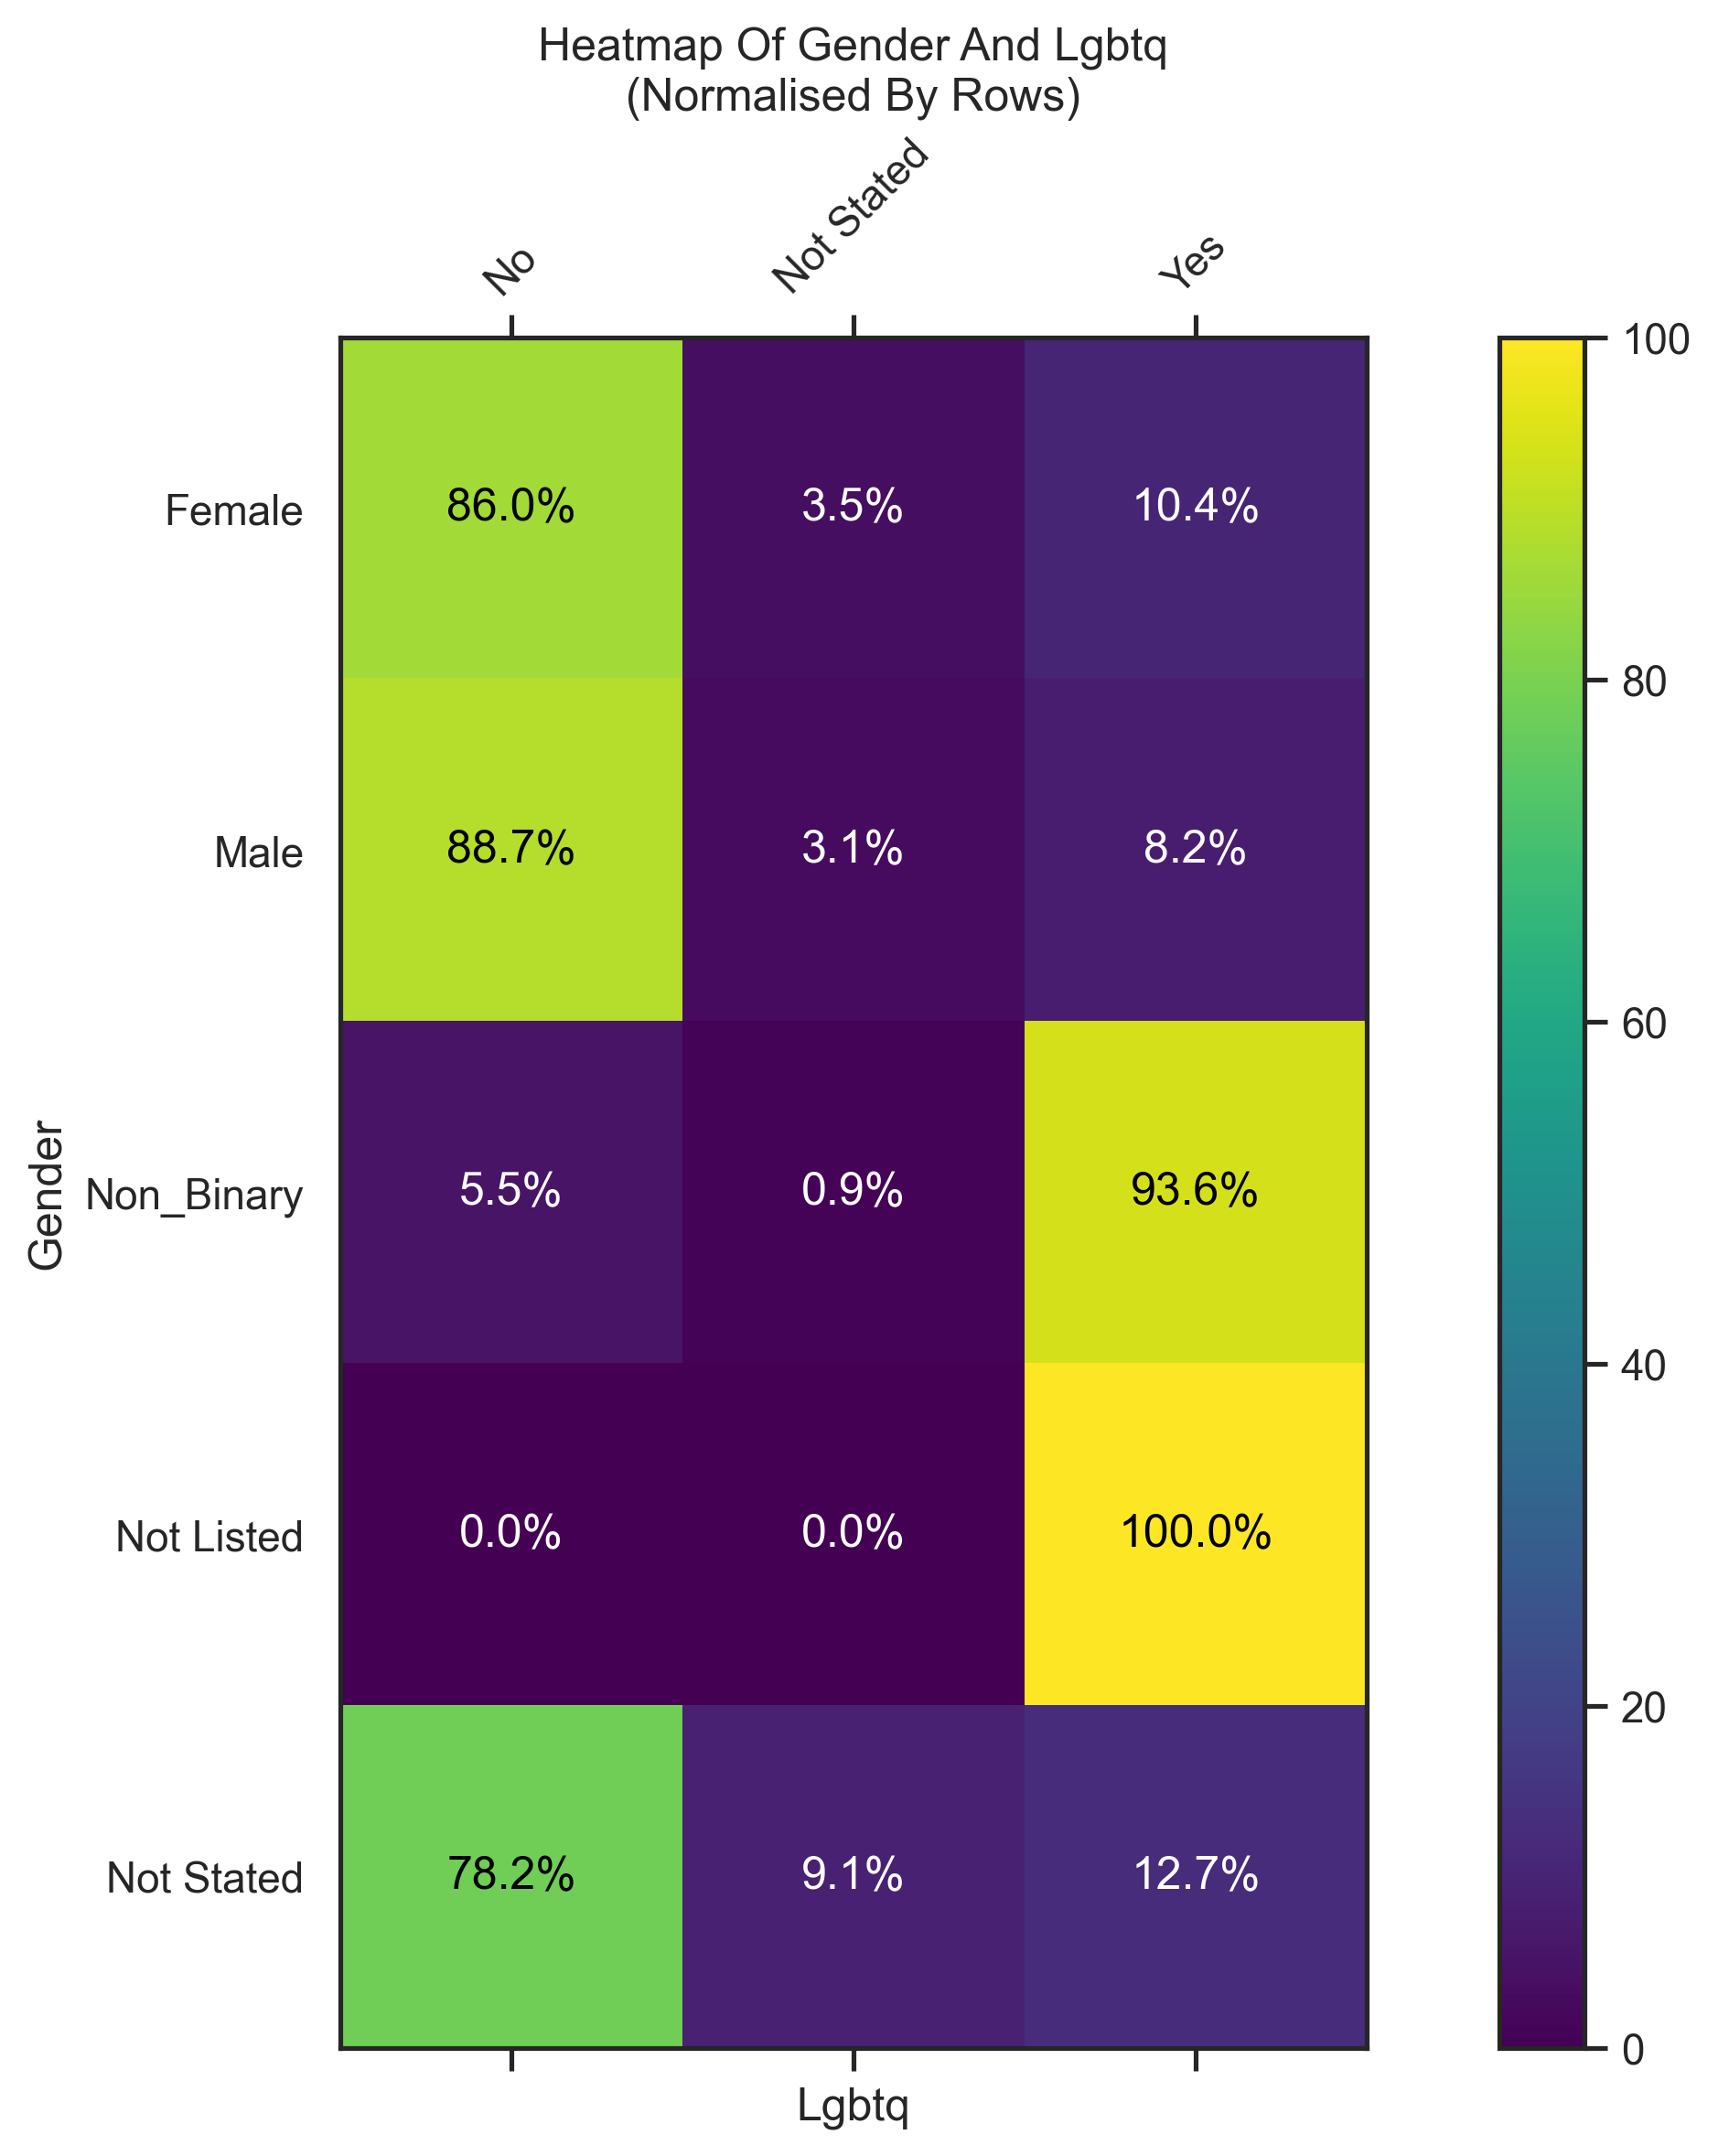 Heatmap Of Gender And Lgbtq
(Normalised By Rows)
No
Not Stated
Yes
Gender
Female
86.0%
3.5%
10.4%
Male
88.7%
3.1%
8.2%
Non_Binary
5.5%
0.9%
93.6%
Not Listed
0.0%
0.0%
100.0%
Not Stated
78.2%
9.1%
12.7%
Lgbtq
100
80
60
40
20
0